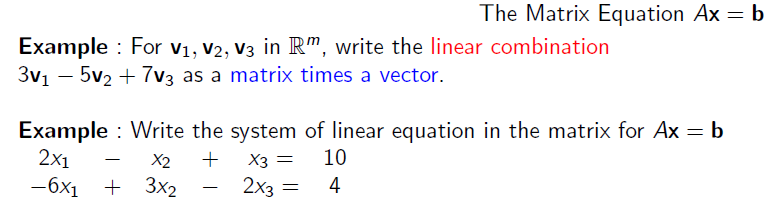 The Matrix Equation Ax = b
Example : For v₁, v₂, v₃ in ℝᵐ, write the linear combination
3v₁ − 5v₂ + 7v₃ as a matrix times a vector.
Example : Write the system of linear equation in the matrix for Ax = b
2x₁ − x₂ + x₃ = 10
−6x₁ + 3x₂ − 2x₃ = 4